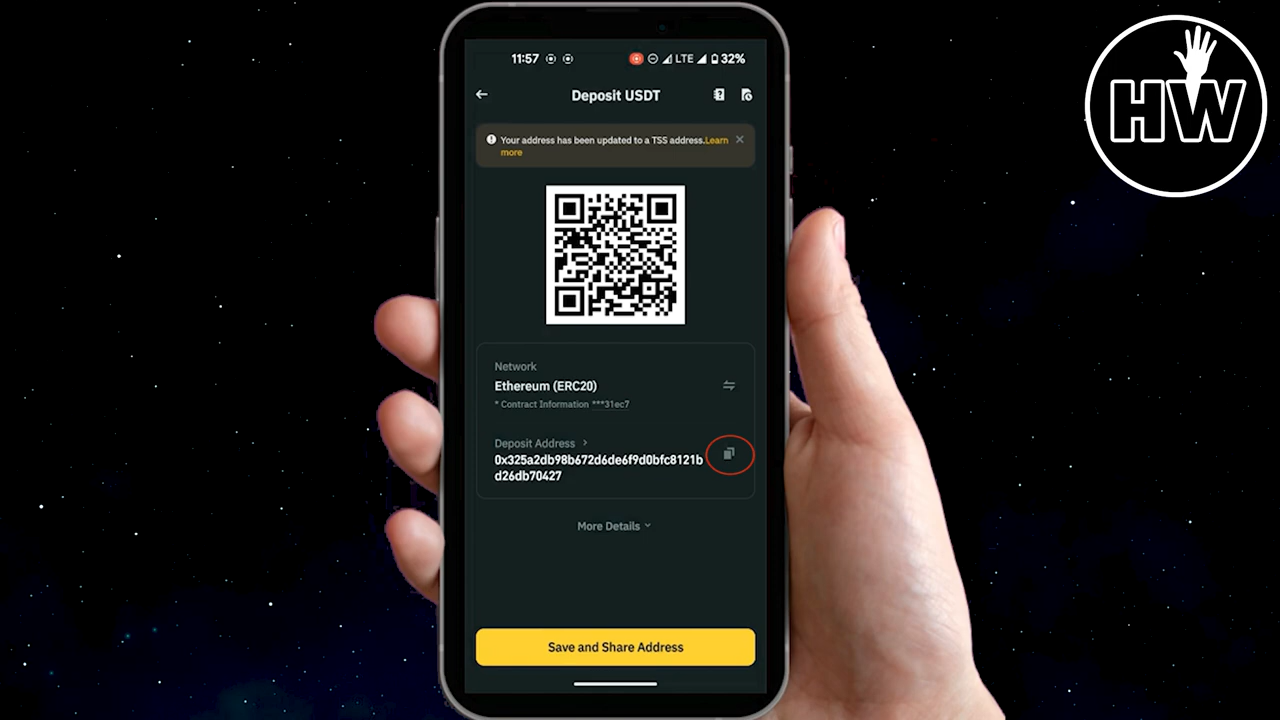 HW
11:57 LTE 32%
Deposit USDT
Your address has been updated to a TSS address.Learn
more
Network
Ethereum (ERC20)
* Contract Information ***31ec7
Deposit Address >
0x325a2db98b672d6de6f9d0bfc8121b
d26db70427
More Details
Save and Share Address